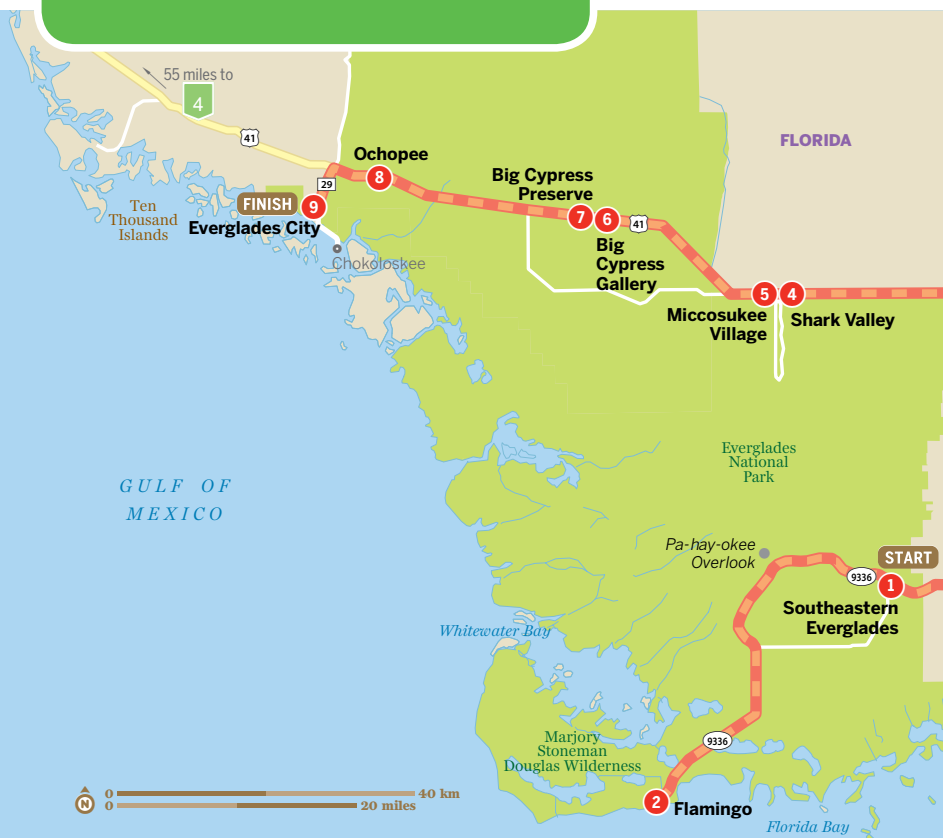 55 miles to
4
41
FLORIDA
Ochopee
8
29
Big Cypress
Preserve
7
6
41
Big
Cypress
Gallery
FINISH
9
Everglades City
Ten
Thousand
Islands
Chokoloskee
5
4
Miccosukee
Village
Shark Valley
Everglades
National
Park
GULF OF
MEXICO
Pa-hay-okee
Overlook
START
9336
1
Southeastern
Everglades
Whitewater Bay
9336
Marjory
Stoneman
Douglas Wilderness
2
Flamingo
Florida Bay
N
0 40 km
0 20 miles